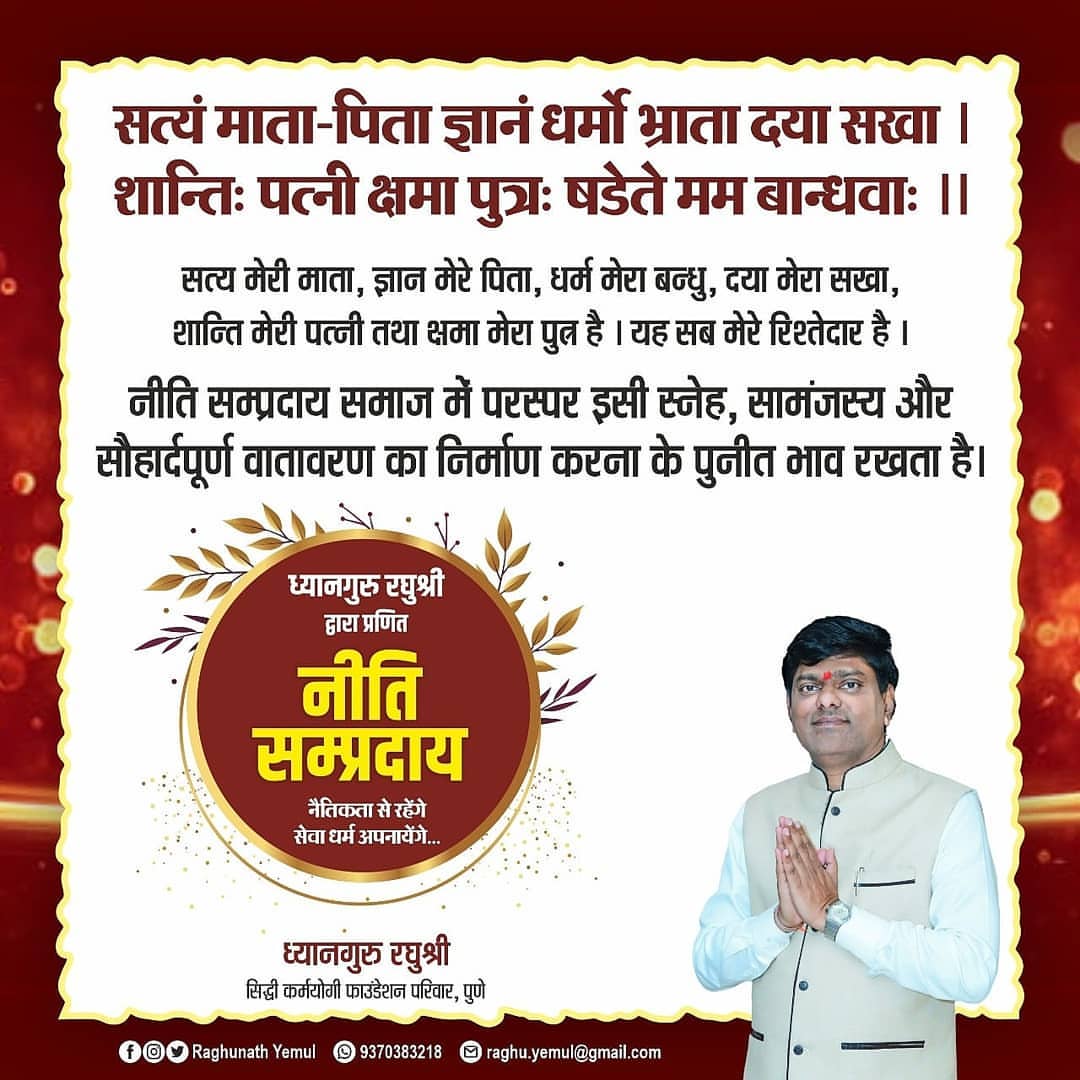 सत्यं माता-पिता ज्ञानं धर्मो भ्राता दया सखा ।
शान्तिः पत्नी क्षमा पुत्रः षडेते मम बान्धवाः ।।
सत्य मेरी माता, ज्ञान मेरे पिता, धर्म मेरा बन्धु, दया मेरा सखा,
शान्ति मेरी पत्नी तथा क्षमा मेरा पुत्र है । यह सब मेरे रिश्तेदार है ।
नीति सम्प्रदाय समाज में परस्पर इसी स्नेह, सामंजस्य और
सौहार्दपूर्ण वातावरण का निर्माण करना के पुनीत भाव रखता है।
ध्यानगुरु रघुश्री
द्वारा प्रणित
नीति
सम्प्रदाय
नैतिकता से रहेंगे
सेवा धर्म अपनायेंगे...
ध्यानगुरु रघुश्री
सिद्धी कर्मयोगी फाउंडेशन परिवार, पुणे
Raghunath Yemul 9370383218 raghu.yemul@gmail.com